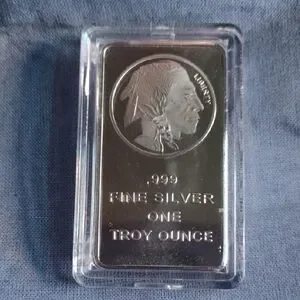 LIBERTY
.999
FINE SILVER
ONE
TROY OUNCE